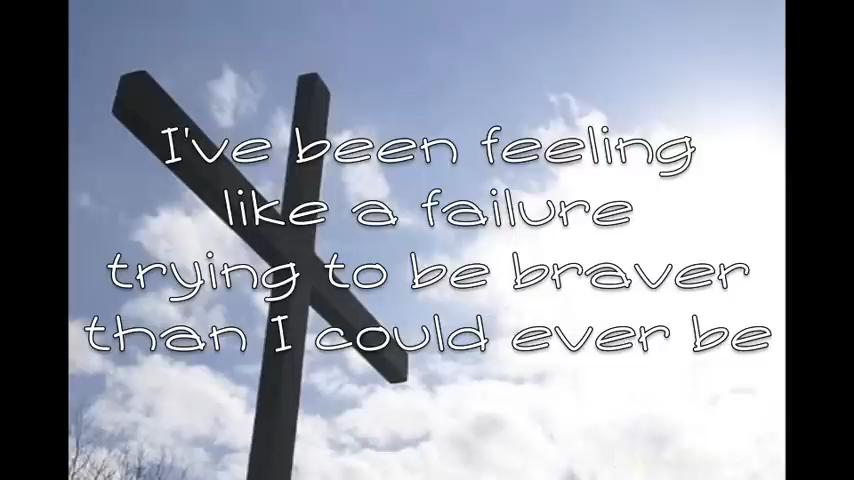 I've been feeling
like a failure
trying to be braver
than I could ever be